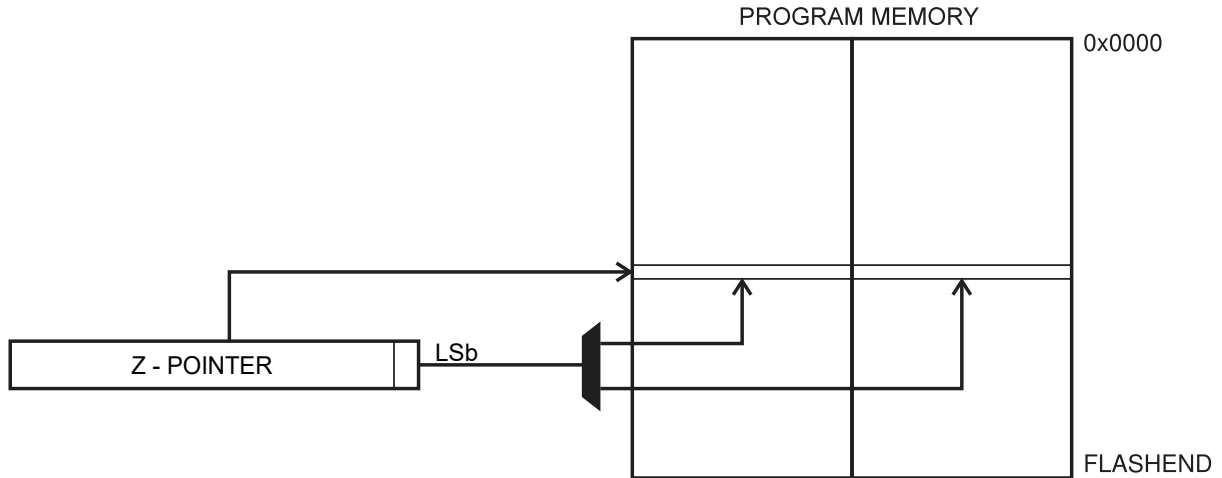 PROGRAM MEMORY
0x0000
LSb
Z - POINTER
FLASHEND